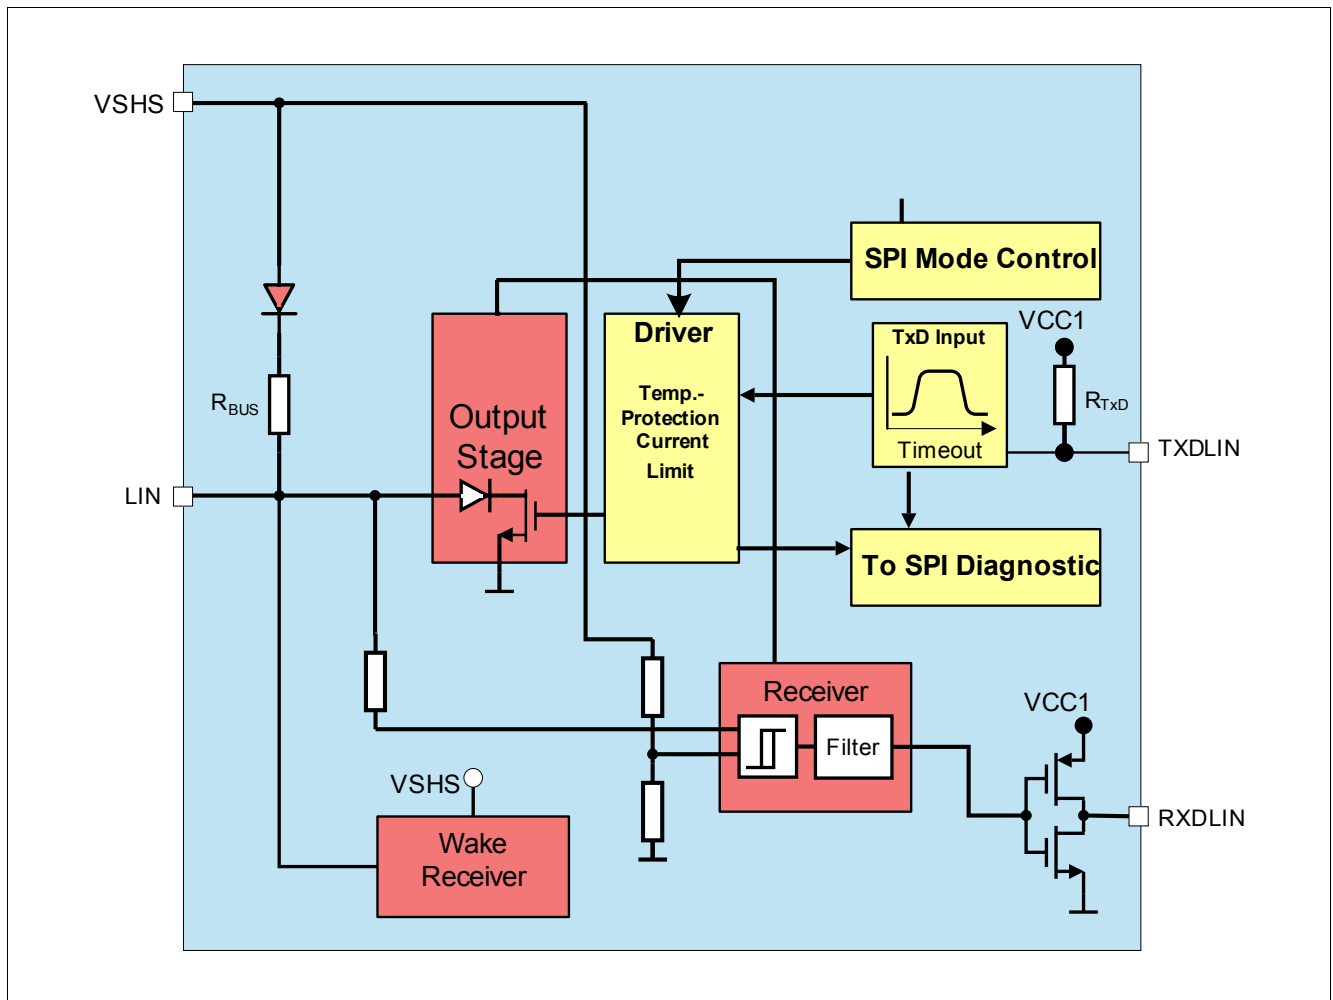 VSHS
SPI Mode Control
VCC1
Driver
TxD Input
Temp.-
Protection
Current
Limit
RBUS
Output
Stage
RTxD
Timeout
TXDLIN
LIN
To SPI Diagnostic
Receiver
VCC1
Filter
VSHS
RXDLIN
Wake
Receiver